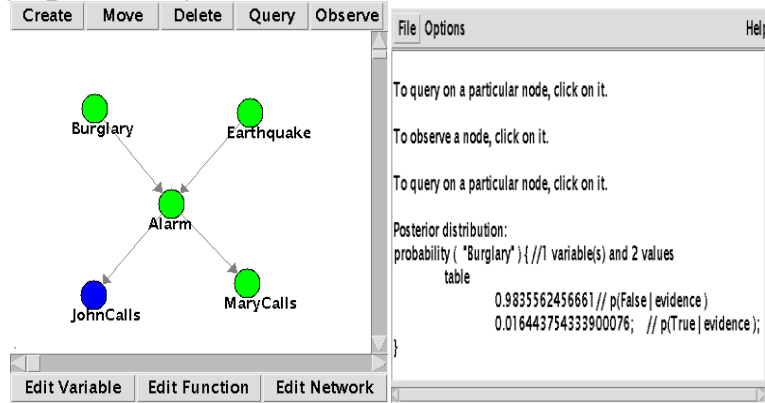 Create Move Delete Query Observe
Burglary Earthquake
Alarm
JohnCalls MaryCalls
Edit Variable Edit Function Edit Network
File Options Help
To query on a particular node, click on it.
To observe a node, click on it.
To query on a particular node, click on it.
Posterior distribution:
probability ( "Burglary" ) { //1 variable(s) and 2 values
table
0.9835562456661 // p(False | evidence )
0.016443754333900076; // p(True | evidence );
}